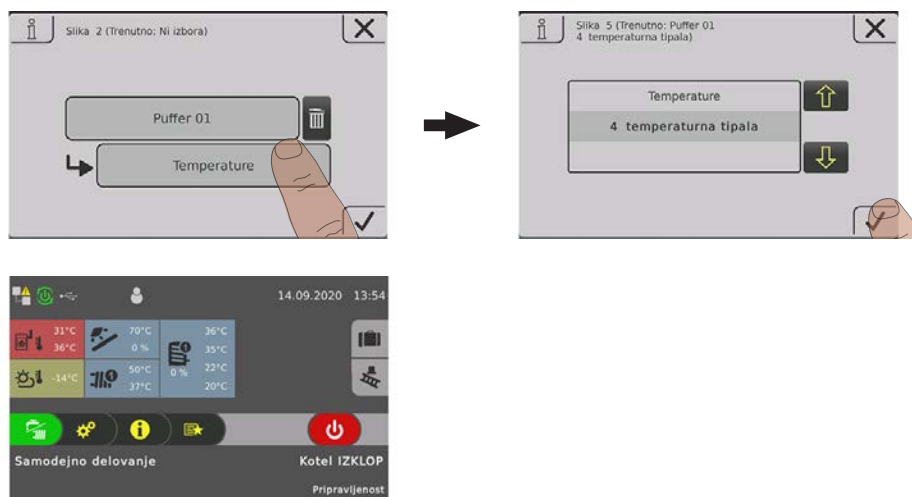 Slika 2 (Trenutno: Ni izbora)
Puffer 01
Temperature
Slika 5 (Trenutno: Puffer 01
4 temperaturna tipala)
Temperature
4 temperaturna tipala
14.09.2020 13:54
31°C 70°C 36°C
36°C 0 % 35°C
-14°C 50°C 0 % 22°C
37°C 20°C
Samodejno delovanje Kotel IZKLOP
Pripravljenost